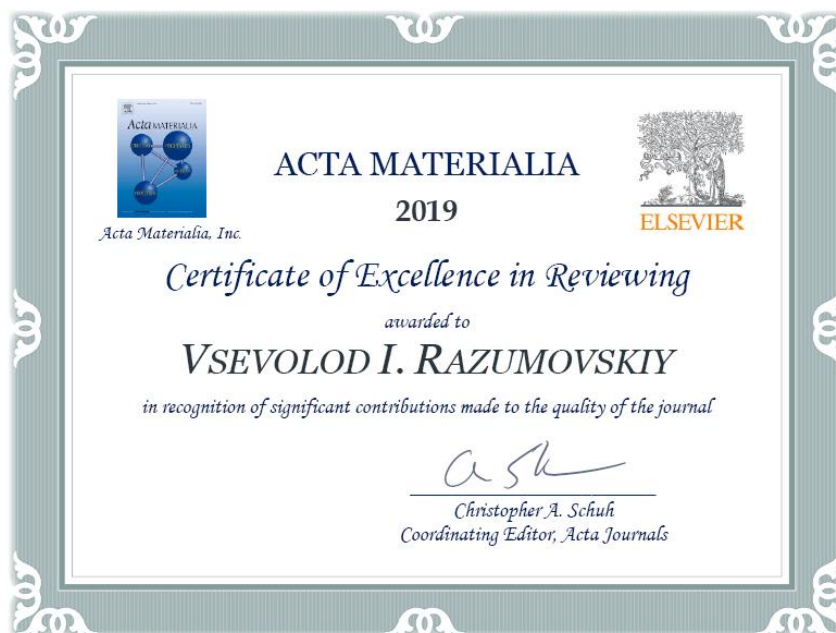 Acta MATERIALIA
Acta Materialia, Inc.
ACTA MATERIALIA
2019
ELSEVIER
Certificate of Excellence in Reviewing
awarded to
VSEVOLOD I. RAZUMOVSKIY
in recognition of significant contributions made to the quality of the journal
Christopher A. Schuh
Coordinating Editor, Acta Journals